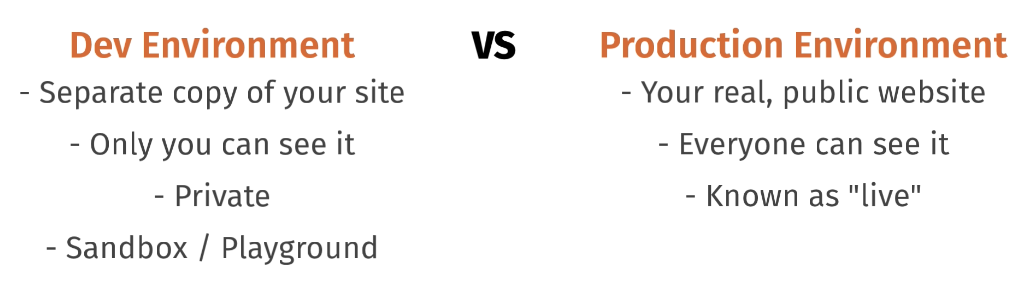 Dev Environment
- Separate copy of your site
- Only you can see it
- Private
- Sandbox / Playground
VS
Production Environment
- Your real, public website
- Everyone can see it
- Known as "live"